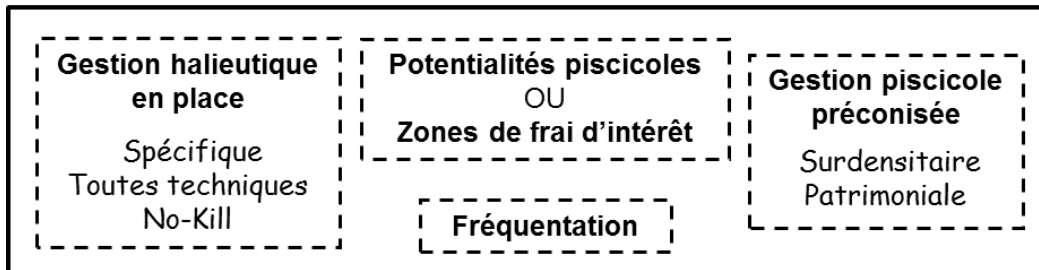 Gestion halieutique
en place
Spécifique
Toutes techniques
No-Kill
Potentialités piscicoles
OU
Zones de frai d'intérêt
Fréquentation
Gestion piscicole
préconisée
Surdensitaire
Patrimoniale